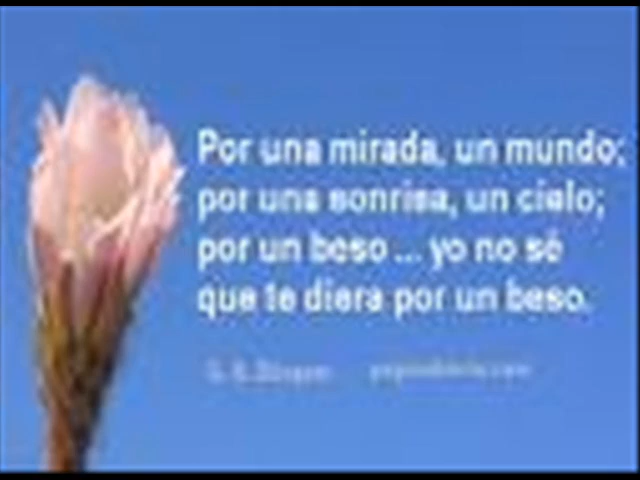 Por una mirada, un mundo;
por una sonrisa, un cielo;
por un beso ... yo no sé
que te diera por un beso.